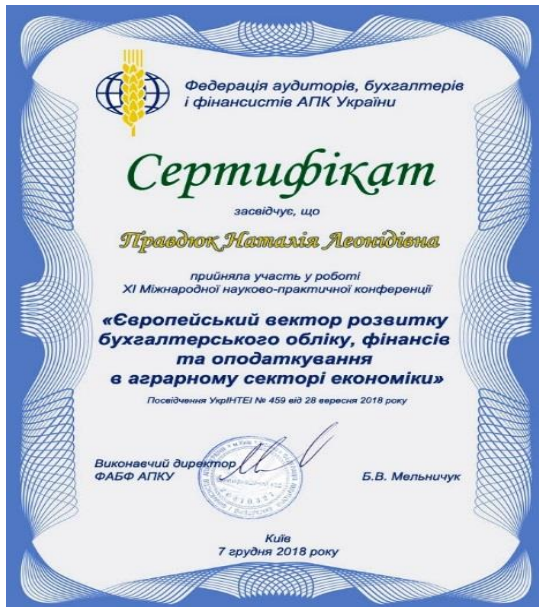 Федерація аудиторів, бухгалтерів
і фінансистів АПК України
Сертифікат
засвідчує, що
Правдюк Наталія Леонідівна
прийняла участь у роботі
XI Міжнародної науково-практичної конференції
«Європейський вектор розвитку
бухгалтерського обліку, фінансів
та оподаткування
в аграрному секторі економіки»
Посвідчення УкрІНТЕІ № 459 від 28 вересня 2018 року
Виконавчий директор
ФАБФ АПКУ
Б.В. Мельничук
Київ
7 грудня 2018 року